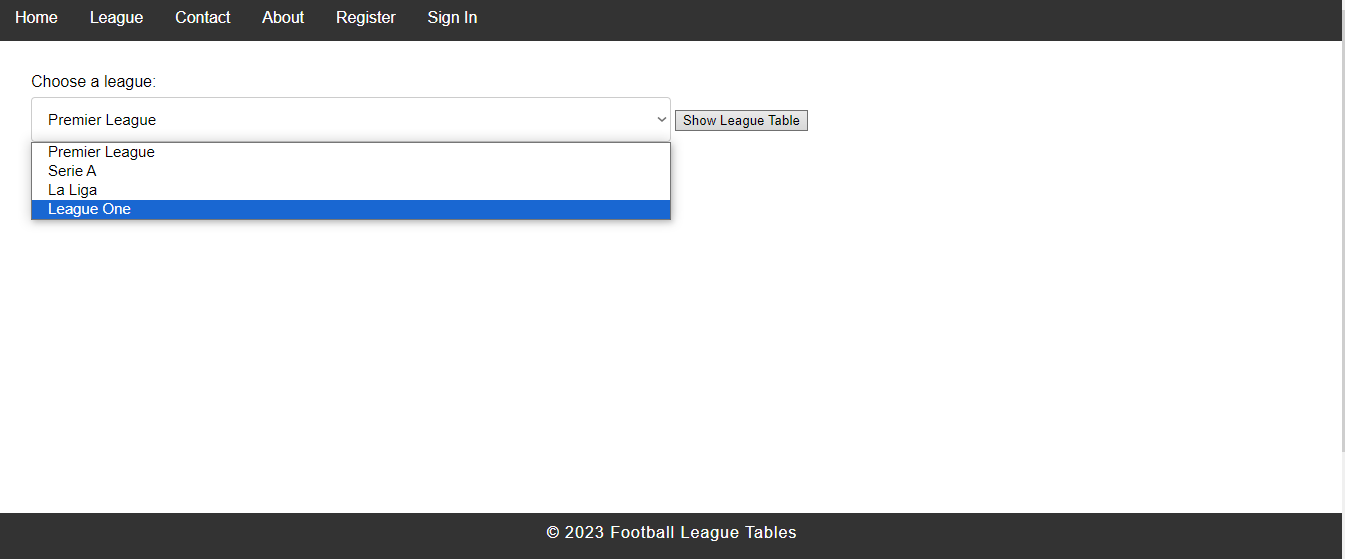 Home League Contact About Register Sign In
Choose a league:
Premier League Show League Table
Premier League
Serie A
La Liga
League One
© 2023 Football League Tables